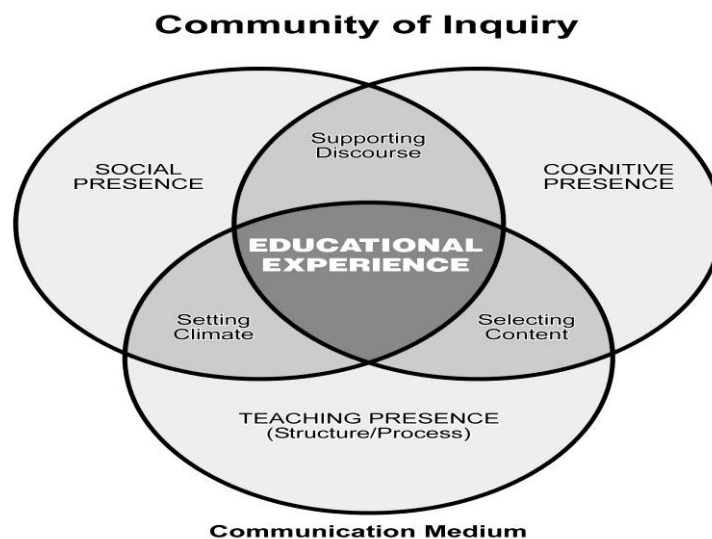 Community of Inquiry
Supporting
Discourse
SOCIAL
PRESENCE
COGNITIVE
PRESENCE
EDUCATIONAL
EXPERIENCE
Setting
Climate
Selecting
Content
TEACHING PRESENCE
(Structure/Process)
Communication Medium